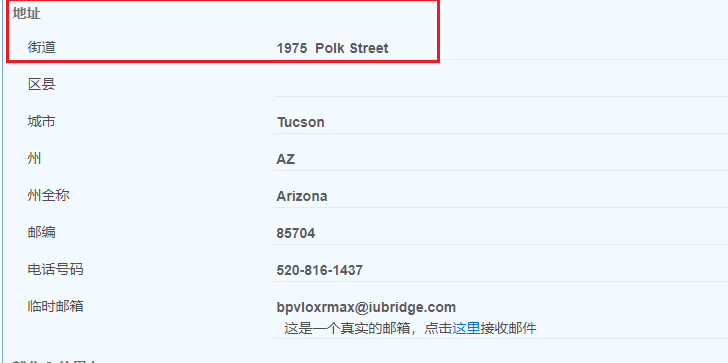 地址
街道 1975 Polk Street
区县
城市 Tucson
州 AZ
州全称 Arizona
邮编 85704
电话号码 520-816-1437
临时邮箱 bpvloxrmax@iubridge.com
这是一个真实的邮箱，点击这里接收邮件